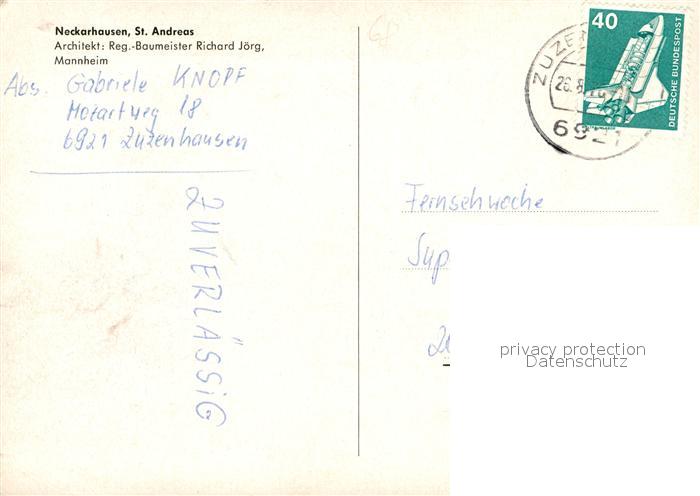 Neckarhausen, St. Andreas
Architekt: Reg.-Baumeister Richard Jörg,
Mannheim
Abs. Gabriele KNOPF
Mozartweg 18
6921 Zuzenhausen
ZUVERLÄSSIG
40
DEUTSCHE BUNDESPOST
6921
Fernsehwoche
privacy protection
Datenschutz